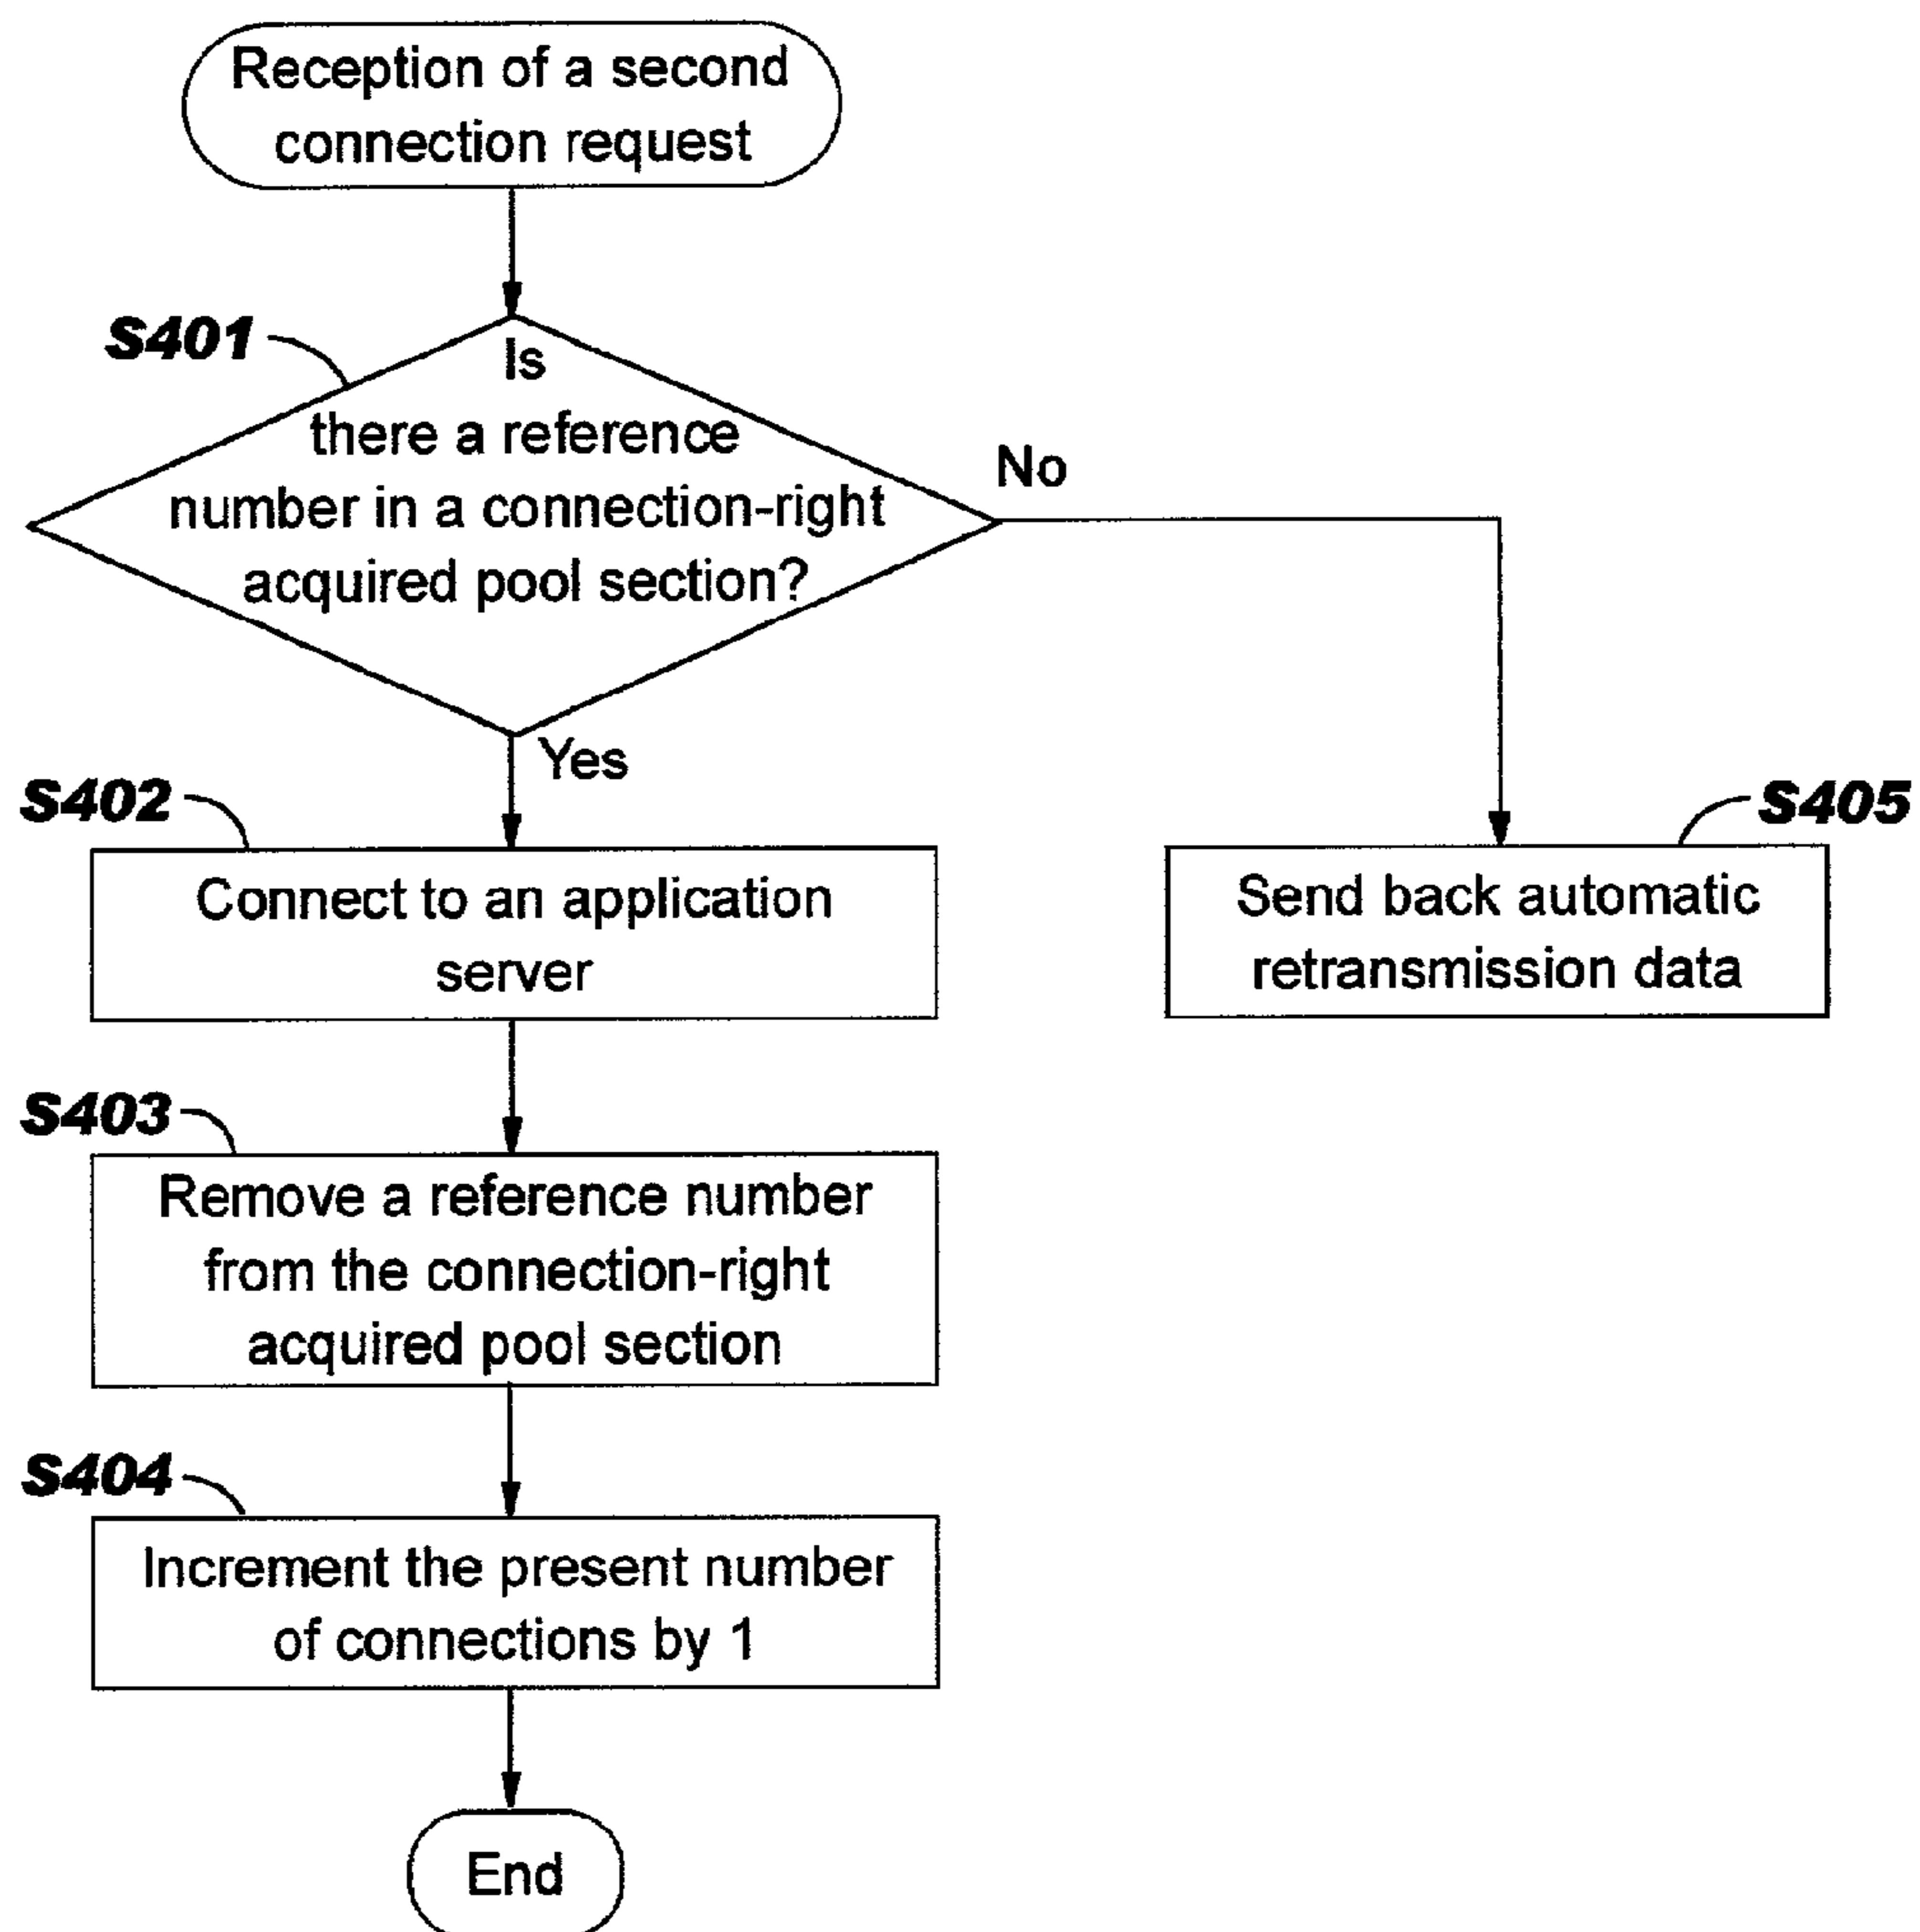 Reception of a second
connection request
S401
Is
there a reference
number in a connection-right
acquired pool section?
No
Yes
S402
Connect to an application
server
S405
Send back automatic
retransmission data
S403
Remove a reference number
from the connection-right
acquired pool section
S404
Increment the present number
of connections by 1
End